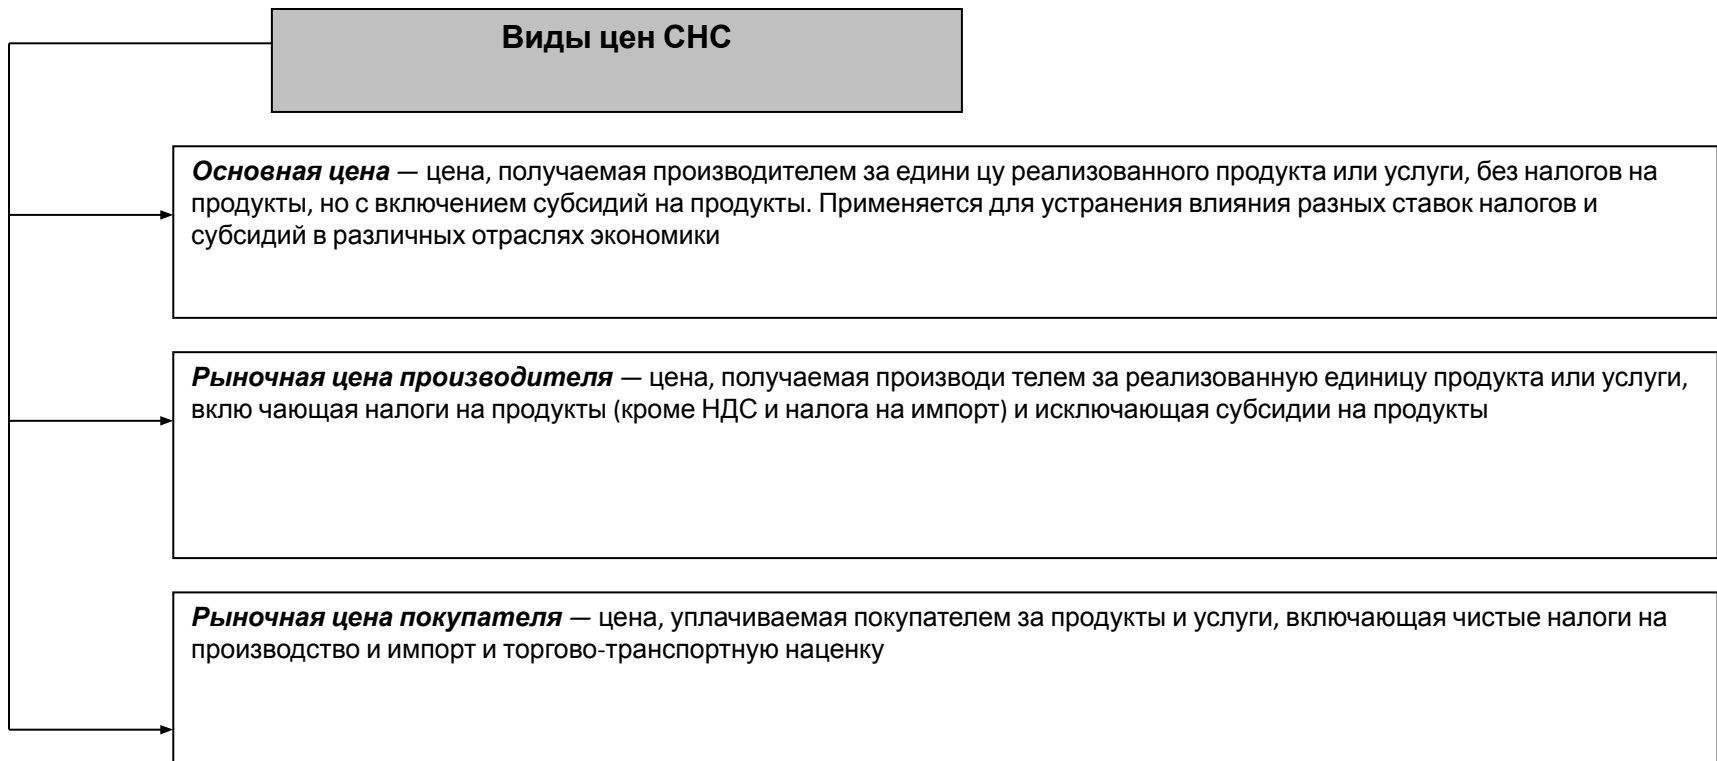 Виды цен СНС
Основная цена — цена, получаемая производителем за едини цу реализованного продукта или услуги, без налогов на
продукты, но с включением субсидий на продукты. Применяется для устранения влияния разных ставок налогов и
субсидий в различных отраслях экономики
Рыночная цена производителя — цена, получаемая производи телем за реализованную единицу продукта или услуги,
вклю чающая налоги на продукты (кроме НДС и налога на импорт) и исключающая субсидии на продукты
Рыночная цена покупателя — цена, уплачиваемая покупателем за продукты и услуги, включающая чистые налоги на
производство и импорт и торгово-транспортную наценку